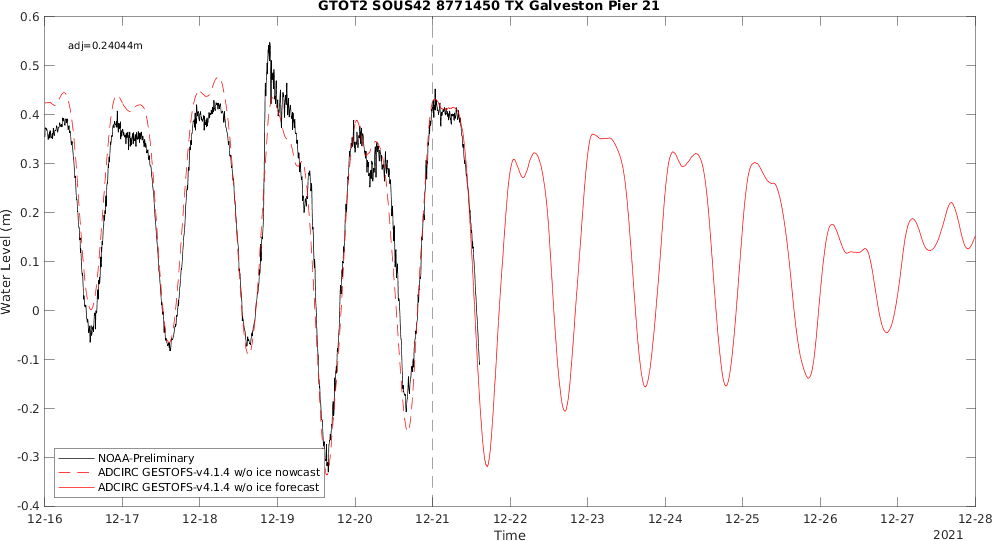 GTOT2 SOUS42 8771450 TX Galveston Pier 21
adj=0.24044m
0.6
0.5
0.4
0.3
0.2
0.1
0
-0.1
-0.2
-0.3
-0.4
Water Level (m)
NOAA-Preliminary
ADCIRC GESTOFS-v4.1.4 w/o ice nowcast
ADCIRC GESTOFS-v4.1.4 w/o ice forecast
12-16 12-17 12-18 12-19 12-20 12-21 12-22 12-23 12-24 12-25 12-26 12-27 12-28
Time
2021